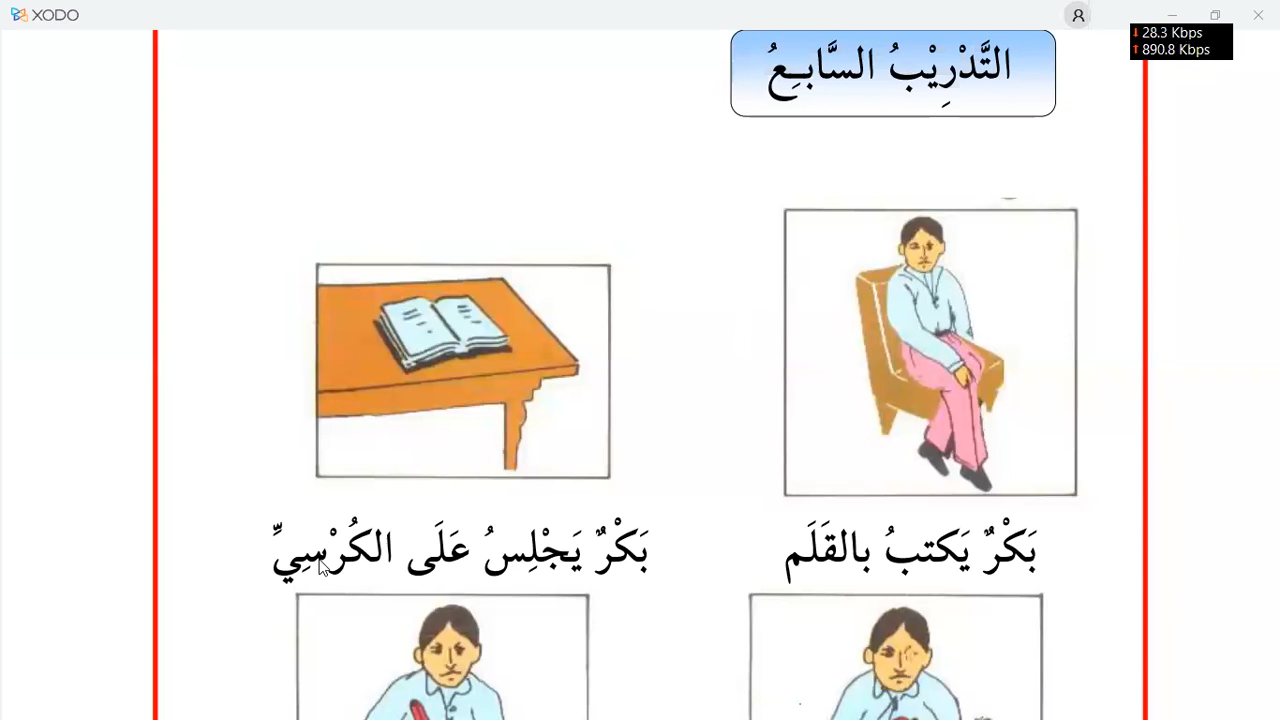 XODO
28.3 Kbps
890.8 Kbps
التَّدْرِيْبُ السَّابِعُ
بَكْرٌ يَكتبُ بالقَلَم
بَكْرٌ يَجْلِسُ عَلَى الكُرْسِيِّ